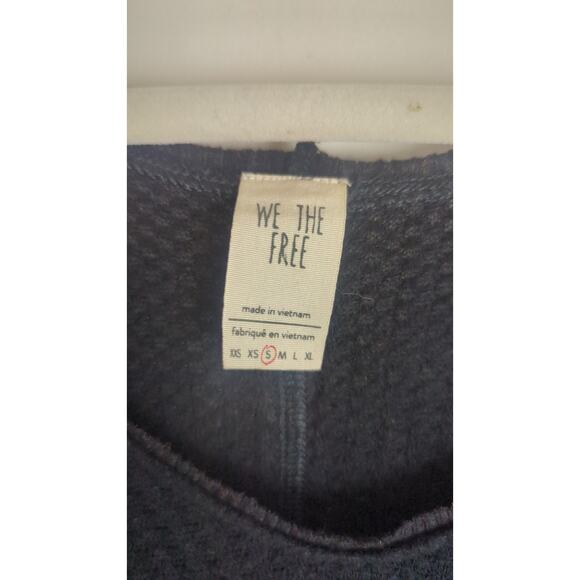 WE THE
FREE
made in vietnam
fabriqué en vietnam
XXS XS S M L XL